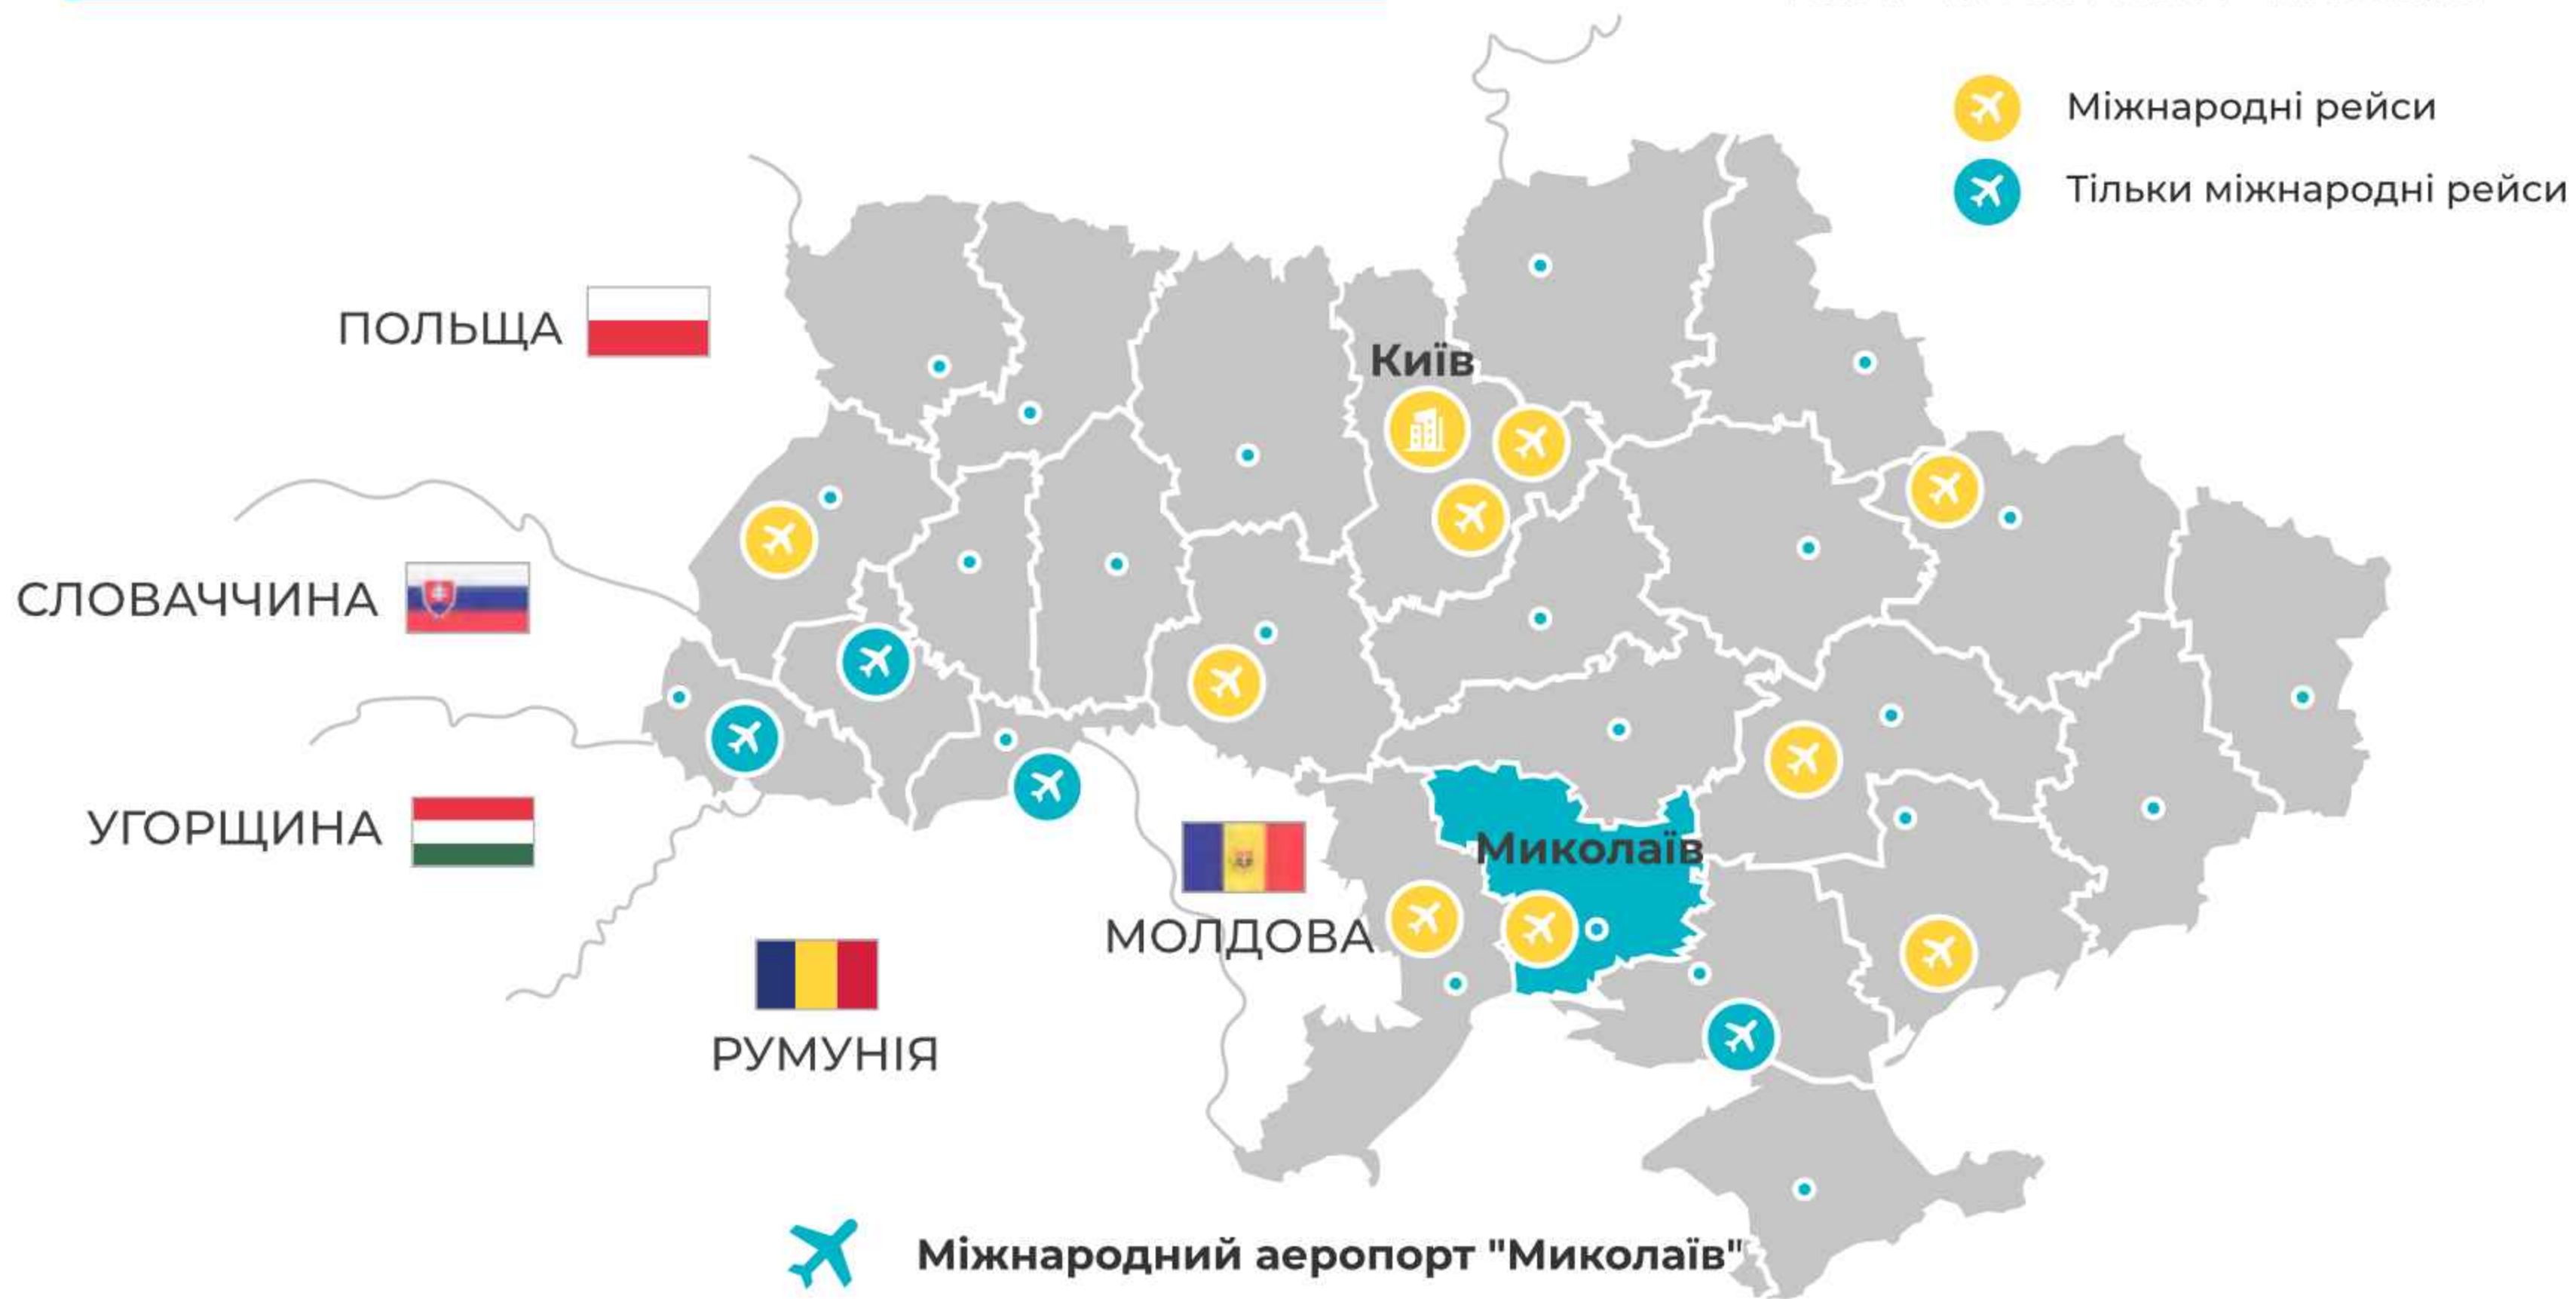 Міжнародні рейси
Тільки міжнародні рейси
ПОЛЬЩА
Київ
СЛОВАЧЧИНА
УГОРЩИНА
Миколаїв
МОЛДОВА
РУМУНІЯ
Міжнародний аеропорт "Миколаїв"